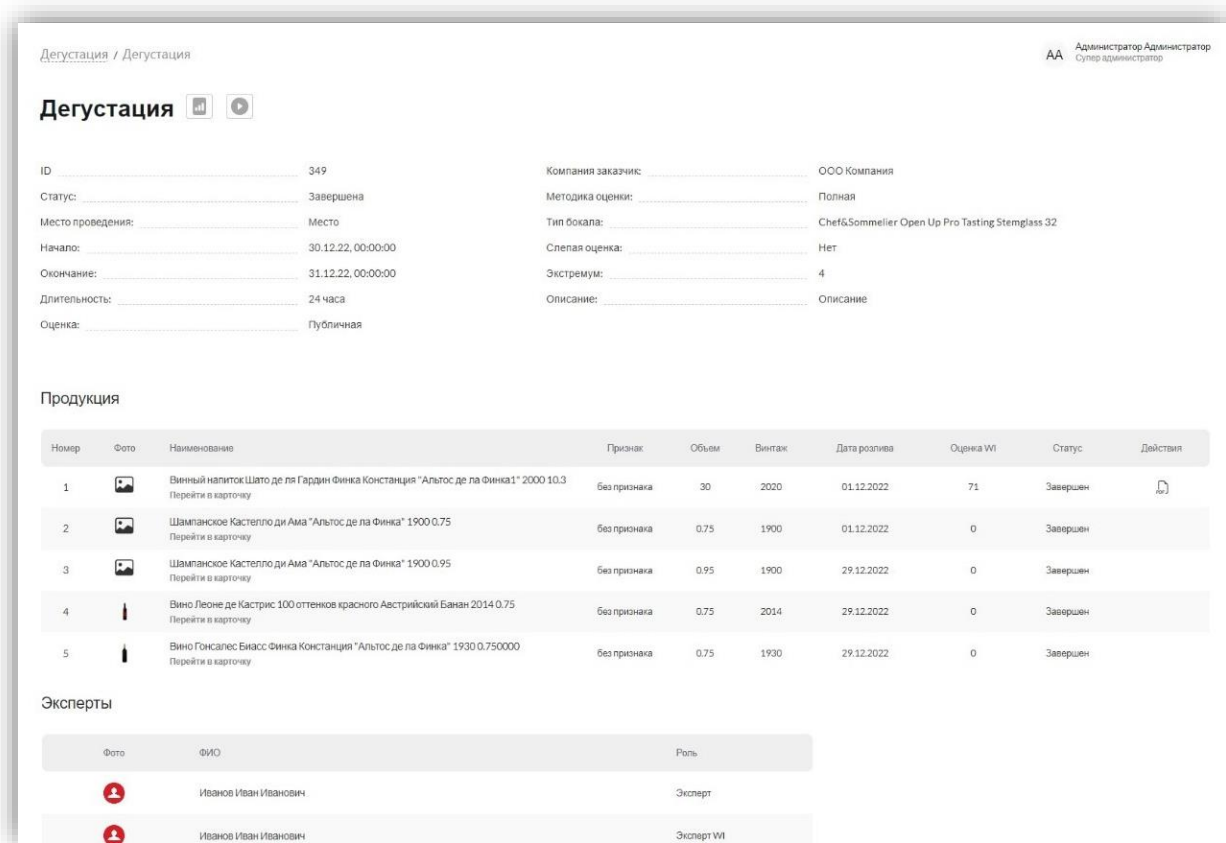 Дегустация / Дегустация
АА Администратор Администратор
Супер администратор
Дегустация
ID 349 Компания заказчик: ООО Компания
Статус: Завершена Методика оценки: Полная
Место проведения: Место Тип бокала: Chef&Sommelier Open Up Pro Tasting Stemglass 32
Начало: 30.12.22, 00:00:00 Слепая оценка: Нет
Окончание: 31.12.22, 00:00:00 Экстремум: 4
Длительность: 24 часа Описание: Описание
Оценка: Публичная
Продукция
Номер Фото Наименование Признак Объем Винтаж Дата розлива Оценка WI Статус Действия
1 Винный напиток Шато де ля Гардин Финка Констанция "Альтос де ла Финка1" 2000 10.3 без признака 30 2020 01.12.2022 71 Завершен PDF
Перейти в карточку
2 Шампанское Кастелло ди Ама "Альтос де ла Финка" 1900 0.75 без признака 0.75 1900 01.12.2022 0 Завершен
Перейти в карточку
3 Шампанское Кастелло ди Ама "Альтос де ла Финка" 1900 0.95 без признака 0.95 1900 29.12.2022 0 Завершен
Перейти в карточку
4 Вино Леоне де Кастрис 100 оттенков красного Австрийский Банан 2014 0.75 без признака 0.75 2014 29.12.2022 0 Завершен
Перейти в карточку
5 Вино Гонсалес Биасс Финка Констанция "Альтос де ла Финка" 1930 0.750000 без признака 0.75 1930 29.12.2022 0 Завершен
Перейти в карточку
Эксперты
Фото ФИО Роль
Иванов Иван Иванович Эксперт
Иванов Иван Иванович Эксперт WI